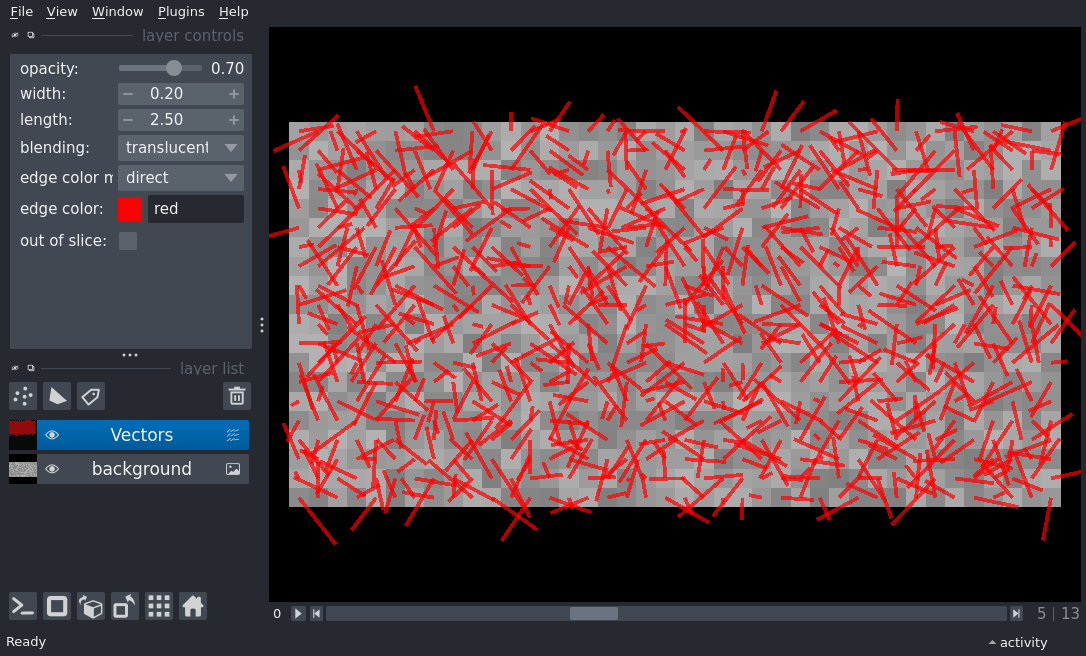 File View Window Plugins Help
layer controls
opacity: 0.70
width: − 0.20 +
length: − 2.50 +
blending: translucent
edge color m direct
edge color: red
out of slice:
layer list
Vectors
background
0 5 | 13
Ready activity